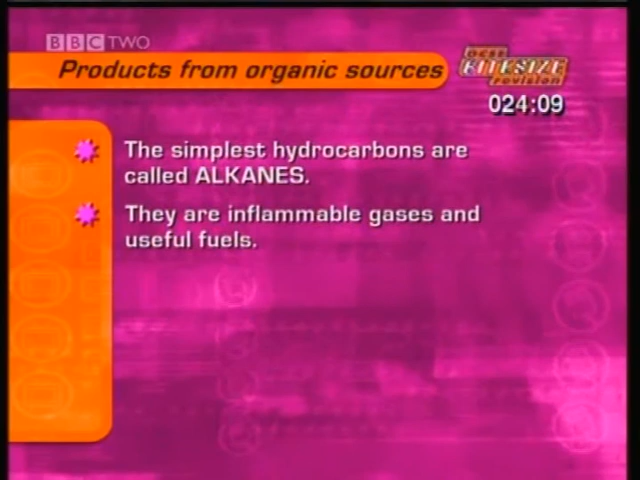 BBC TWO
Products from organic sources
GCSE
BITESIZE
revision
024:09
The simplest hydrocarbons are
called ALKANES.
They are inflammable gases and
useful fuels.